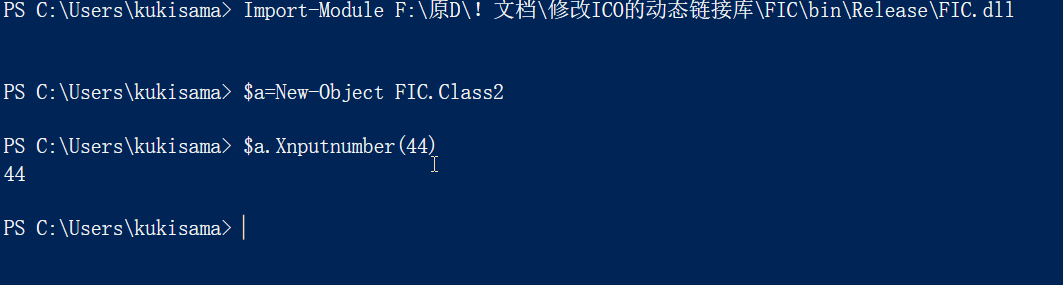 PS C:\Users\kukisama> Import-Module F:\原D\！文档\修改ICO的动态链接库\FIC\bin\Release\FIC.dll
PS C:\Users\kukisama> $a=New-Object FIC.Class2
PS C:\Users\kukisama> $a.Xnputnumber(44)
44
PS C:\Users\kukisama>